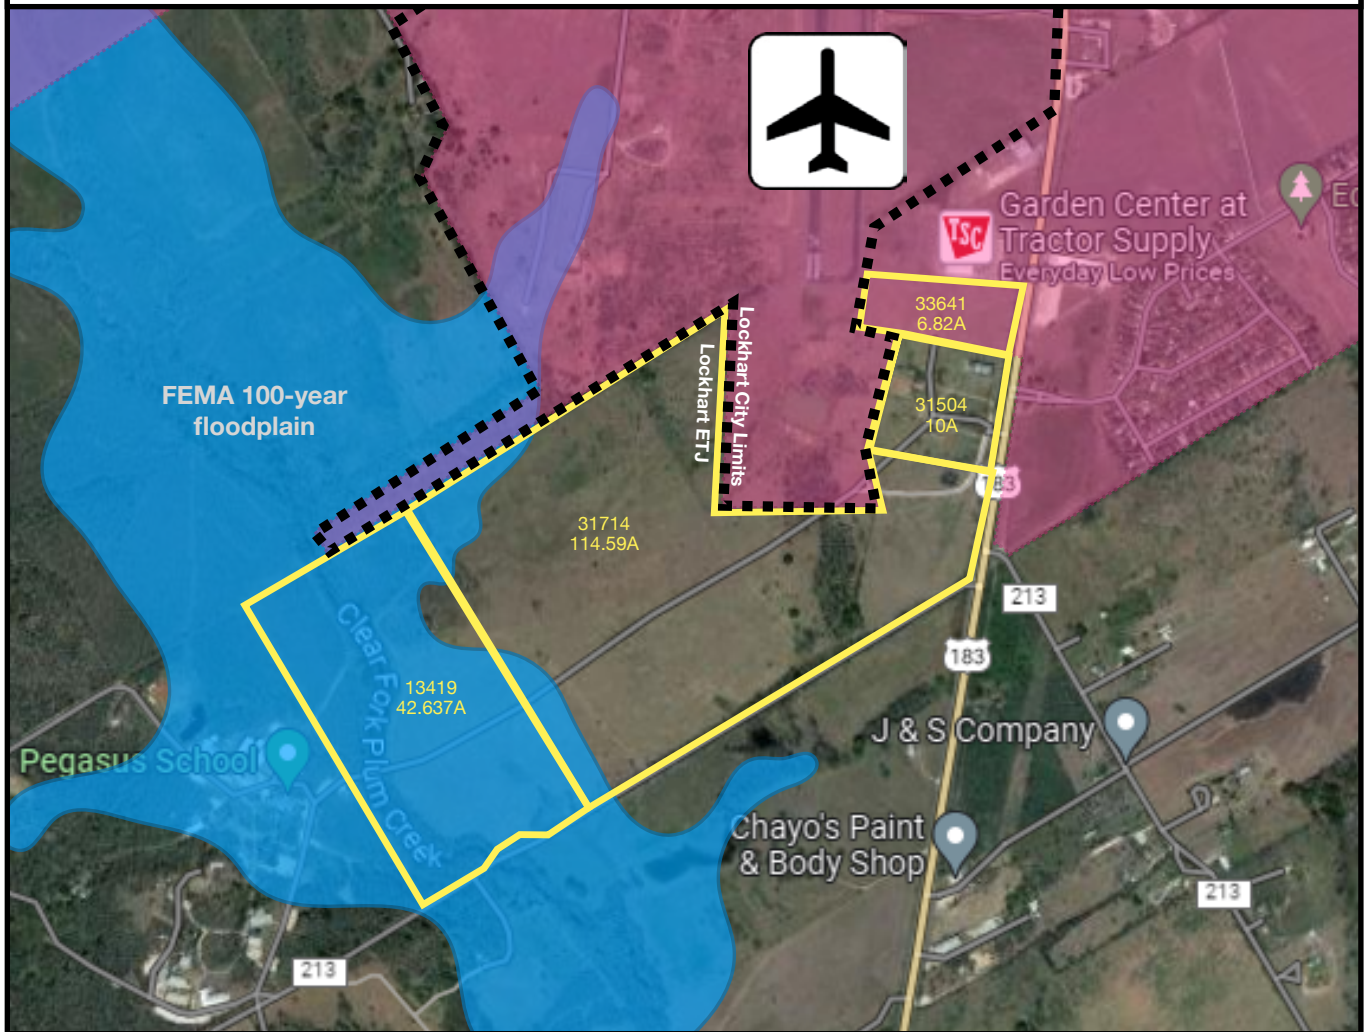 TSC
Garden Center at
Tractor Supply
Everyday Low Prices
Ec
33641
6.82A
Lockhart City Limits
Lockhart ETJ
FEMA 100-year
floodplain
31504
10A
183
31714
114.59A
213
183
Clear Fork Plum Creek
13419
42.637A
J & S Company
Pegasus School
Chayo's Paint
& Body Shop
213
213